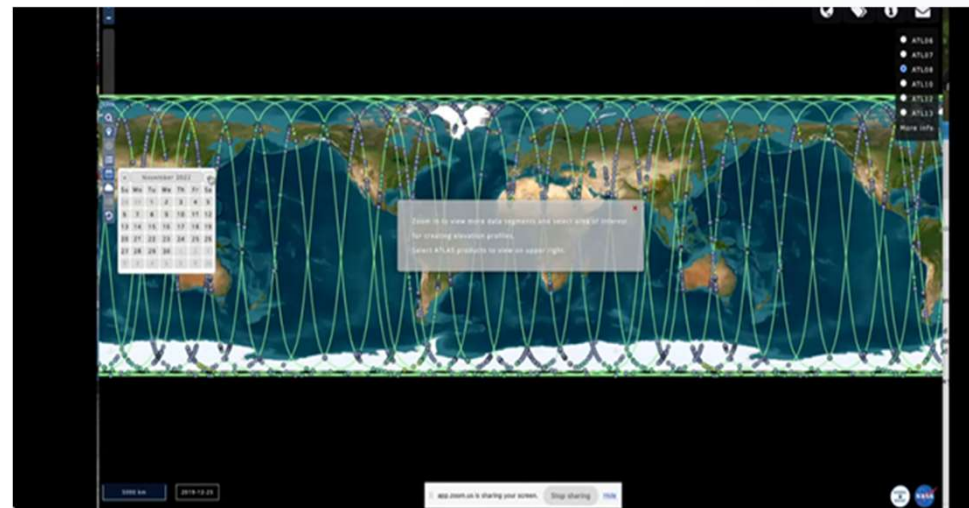 ATL06
ATL07
ATL08
ATL10
ATL12
ATL13
More info
November 2022
Su Mo Tu We Th Fr Sa
30 31 1 2 3 4 5
6 7 8 9 10 11 12
13 14 15 16 17 18 19
20 21 22 23 24 25 26
27 28 29 30
Zoom in to view more data segments and select area of interest
for creating elevation profiles.
Select ATLAS products to view on upper right.
5000 km
2019-12-25
app.zoom.us is sharing your screen.
Stop sharing
Hide
NASA